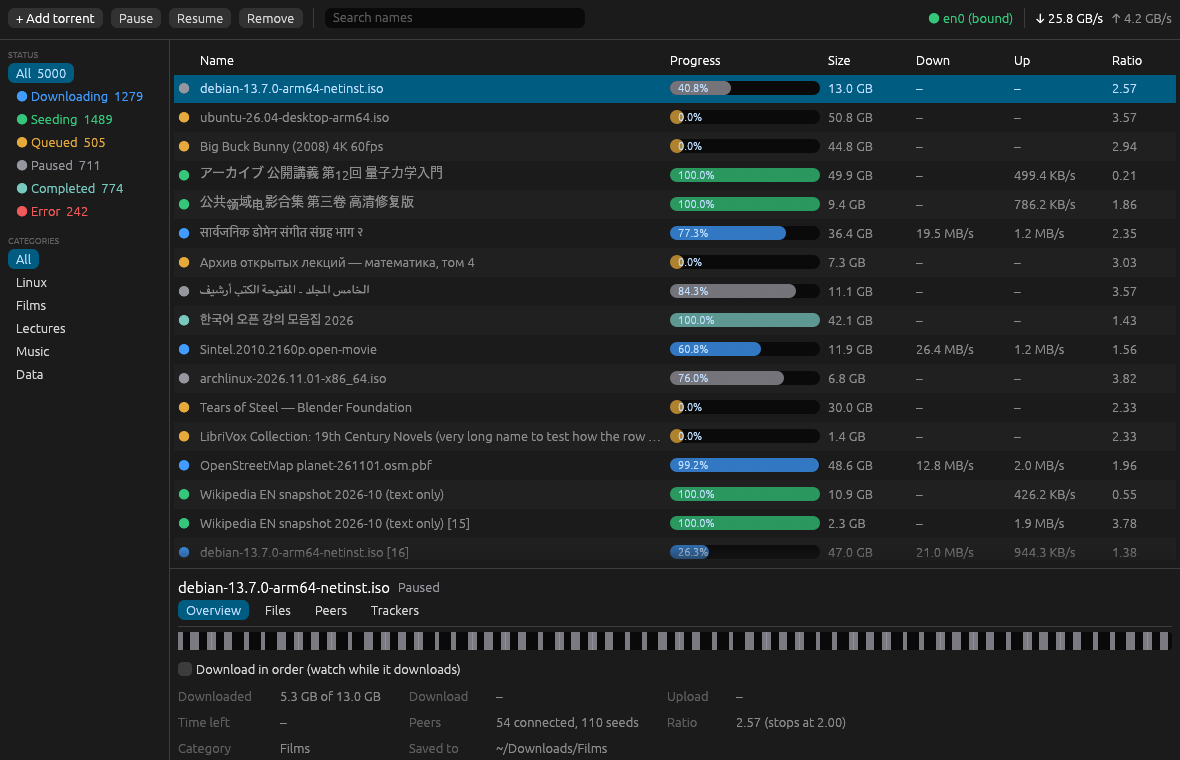 + Add torrent Pause Resume Remove Search names en0 (bound) ↓ 25.8 GB/s ↑ 4.2 GB/s
STATUS
All 5000
Downloading 1279
Seeding 1489
Queued 505
Paused 711
Completed 774
Error 242
CATEGORIES
All
Linux
Films
Lectures
Music
Data
Name Progress Size Down Up Ratio
debian-13.7.0-arm64-netinst.iso 40.8% 13.0 GB – – 2.57
ubuntu-26.04-desktop-arm64.iso 0.0% 50.8 GB – – 3.57
Big Buck Bunny (2008) 4K 60fps 0.0% 44.8 GB – – 2.94
アーカイブ 公開講義 第12回 量子力学入門 100.0% 49.9 GB – 499.4 KB/s 0.21
公共领域电影合集 第三卷 高清修复版 100.0% 9.4 GB – 786.2 KB/s 1.86
सार्वजनिक डोमेन संगीत संग्रह भाग २ 77.3% 36.4 GB 19.5 MB/s 1.2 MB/s 2.35
Архив открытых лекций — математика, том 4 0.0% 7.3 GB – – 3.03
الخامس المجلد - المفتوحة الكتب أرشيف 84.3% 11.1 GB – – 3.57
한국어 오픈 강의 모음집 2026 100.0% 42.1 GB – – 1.43
Sintel.2010.2160p.open-movie 60.8% 11.9 GB 26.4 MB/s 1.2 MB/s 1.56
archlinux-2026.11.01-x86_64.iso 76.0% 6.8 GB – – 3.82
Tears of Steel — Blender Foundation 0.0% 30.0 GB – – 2.33
LibriVox Collection: 19th Century Novels (very long name to test how the row ... 0.0% 1.4 GB – – 2.33
OpenStreetMap planet-261101.osm.pbf 99.2% 48.6 GB 12.8 MB/s 2.0 MB/s 1.96
Wikipedia EN snapshot 2026-10 (text only) 100.0% 10.9 GB – 426.2 KB/s 0.55
Wikipedia EN snapshot 2026-10 (text only) [15] 100.0% 2.3 GB – 1.9 MB/s 3.78
debian-13.7.0-arm64-netinst.iso [16] 26.3% 47.0 GB 21.0 MB/s 944.3 KB/s 1.38
debian-13.7.0-arm64-netinst.iso Paused
Overview Files Peers Trackers
Download in order (watch while it downloads)
Downloaded 5.3 GB of 13.0 GB Download – Upload –
Time left – Peers 54 connected, 110 seeds Ratio 2.57 (stops at 2.00)
Category Films Saved to ~/Downloads/Films